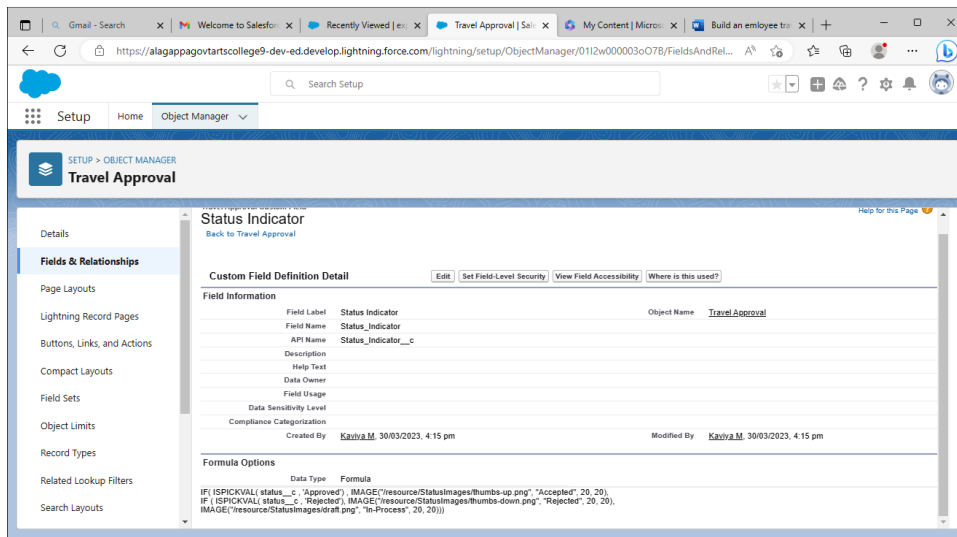 Gmail - Search
Welcome to Salesforc
Recently Viewed | exp
Travel Approval | Sale
My Content | Microso
Build an emloyee trav
https://alagappagovtartscollege9-dev-ed.develop.lightning.force.com/lightning/setup/ObjectManager/01I2w000003oO7B/FieldsAndRel...
Search Setup
Setup
Home
Object Manager
SETUP > OBJECT MANAGER
Travel Approval
Details
Fields & Relationships
Page Layouts
Lightning Record Pages
Buttons, Links, and Actions
Compact Layouts
Field Sets
Object Limits
Record Types
Related Lookup Filters
Search Layouts
Status Indicator
Help for this Page
Back to Travel Approval
Custom Field Definition Detail
Edit Set Field-Level Security View Field Accessibility Where is this used?
Field Information
Field Label Status Indicator Object Name Travel Approval
Field Name Status_Indicator
API Name Status_Indicator__c
Description
Help Text
Data Owner
Field Usage
Data Sensitivity Level
Compliance Categorization
Created By Kaviya M, 30/03/2023, 4:15 pm Modified By Kaviya M, 30/03/2023, 4:15 pm
Formula Options
Data Type Formula
IF( ISPICKVAL( status__c , 'Approved') , IMAGE("/resource/StatusImages/thumbs-up.png", "Accepted", 20, 20),
IF ( ISPICKVAL( status__c , 'Rejected'), IMAGE("/resource/StatusImages/thumbs-down.png", "Rejected", 20, 20),
IMAGE("/resource/StatusImages/draft.png", "In-Process", 20, 20)))